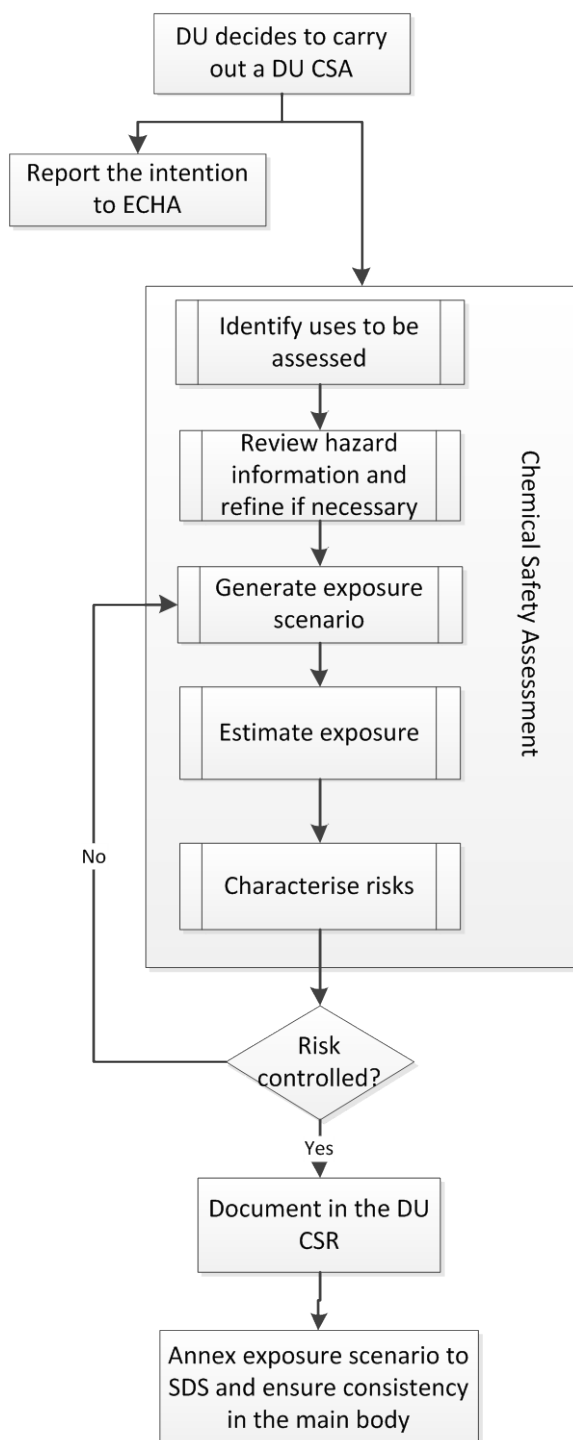 DU decides to carry
out a DU CSA
Report the intention
to ECHA
Identify uses to be
assessed
Review hazard
information and
refine if necessary
Generate exposure
scenario
Estimate exposure
Characterise risks
Chemical Safety Assessment
No
Risk
controlled?
Yes
Document in the DU
CSR
Annex exposure scenario to
SDS and ensure consistency
in the main body